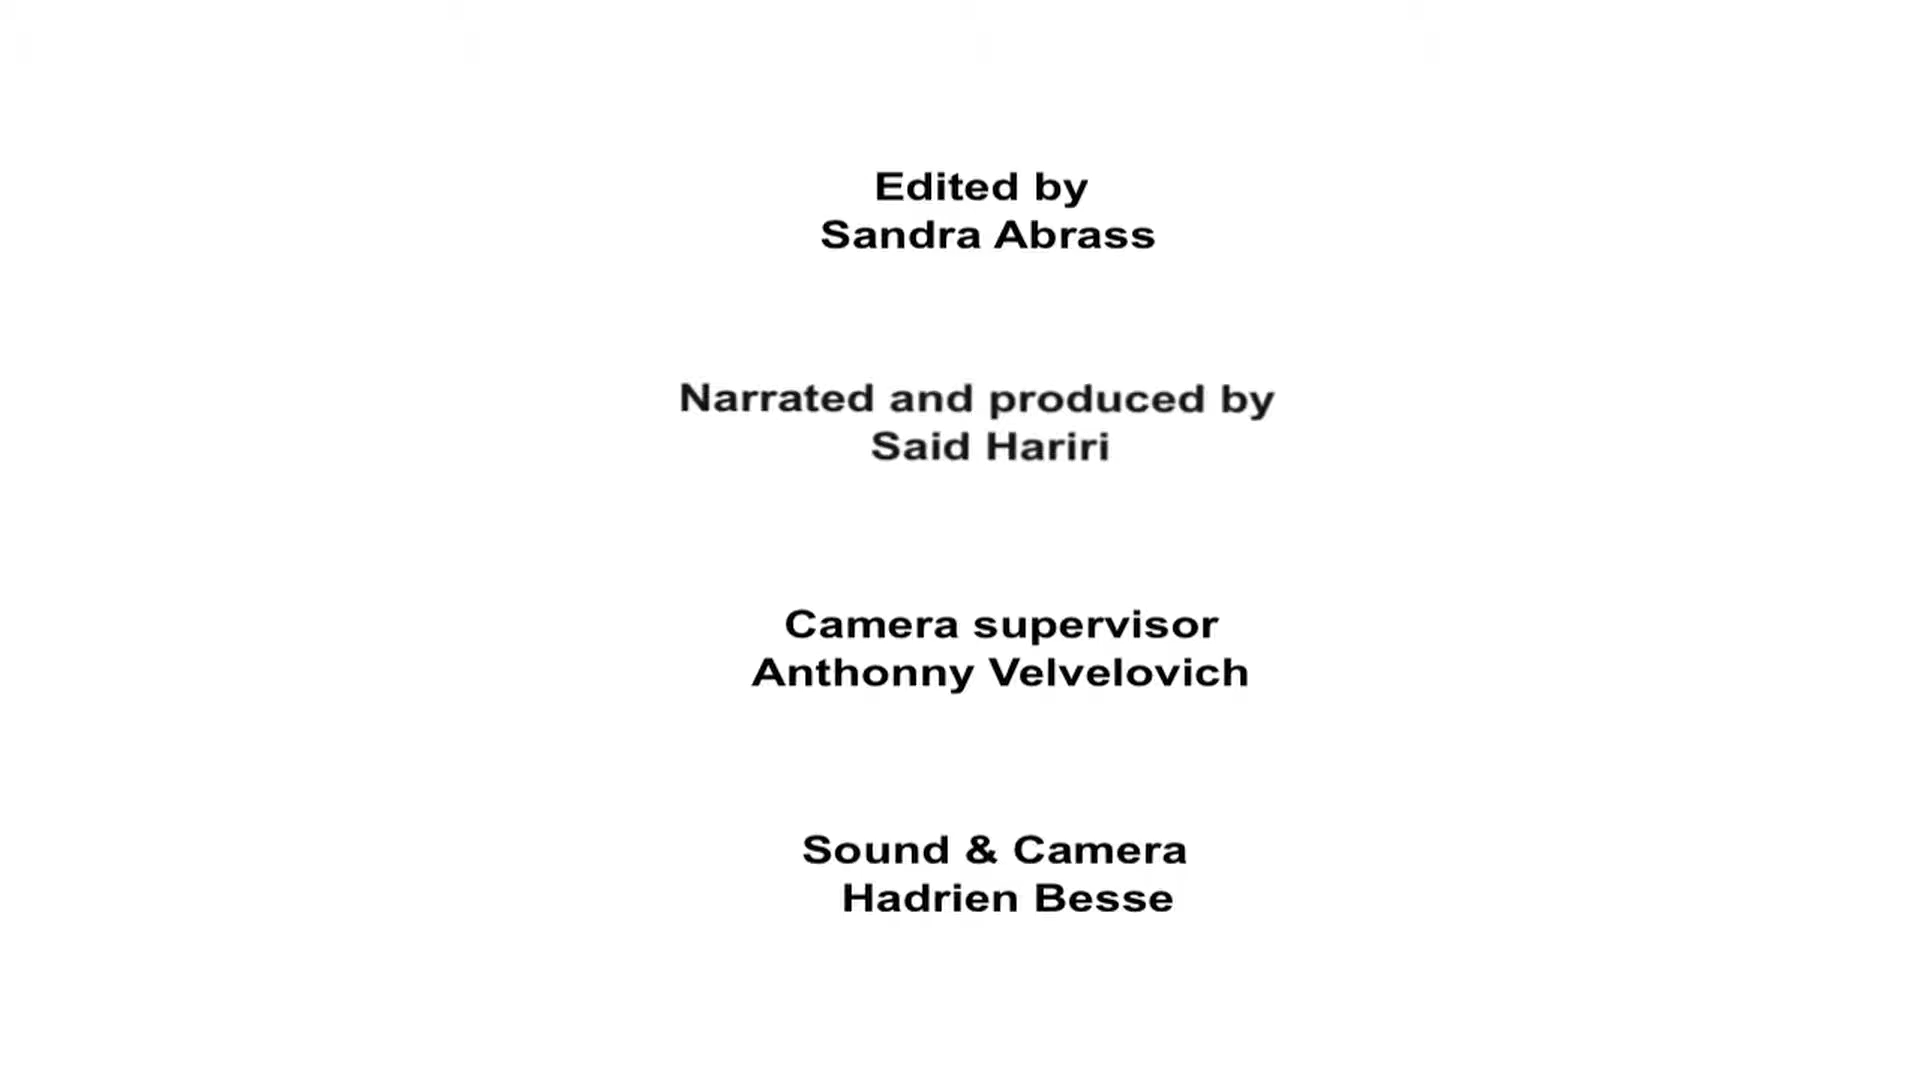 Edited by
Sandra Abrass
Narrated and produced by
Said Hariri
Camera supervisor
Anthonny Velvelovich
Sound & Camera
Hadrien Besse